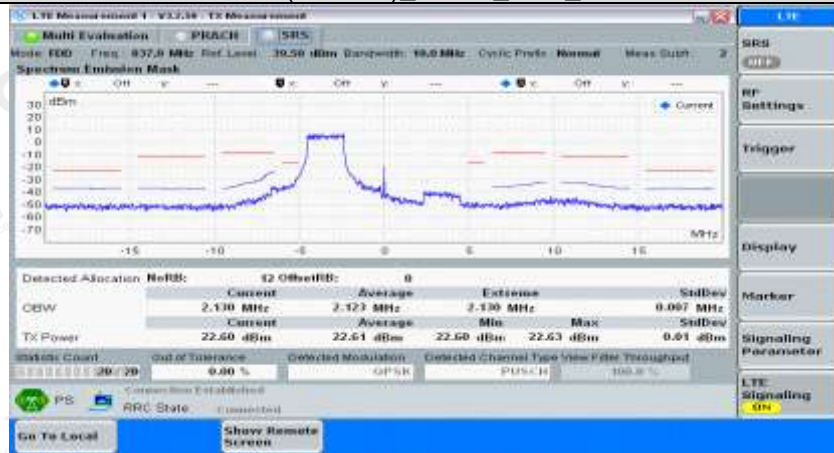 LTE Measurement 1 - V3.2.50 - TX Measurement
LTE
Multi Evaluation PRACH SRS
Mode: FDD Freq.: 837.0 MHz Ref. Level: 39.50 dBm Bandwidth: 10.0 MHz Cyclic Prefix: Normal Meas Subfr.: 2
Spectrum Emission Mask
x: Off y: --- x: Off y: --- x: Off y: ---
dBm
Current
30
20
10
0
-10
-20
-30
-40
-50
-60
-70
MHz
-15 -10 -5 0 5 10 15
Detected Allocation NoRB: 12 OffsetRB: 0
Current Average Extreme StdDev
OBW 2.130 MHz 2.123 MHz 2.130 MHz 0.007 MHz
Current Average Min Max StdDev
TX Power 22.60 dBm 22.61 dBm 22.60 dBm 22.63 dBm 0.01 dBm
Statistic Count Out of Tolerance Detected Modulation Detected Channel Type View Filter Throughput
20/20 0.00 % QPSK PUSCH 100.0 %
PS Connection Established
RRC State Connected
SRS
OFF
RF
Settings
Trigger
Display
Marker
Signaling
Parameter
LTE
Signaling
ON
Go To Local
Show Remote
Screen